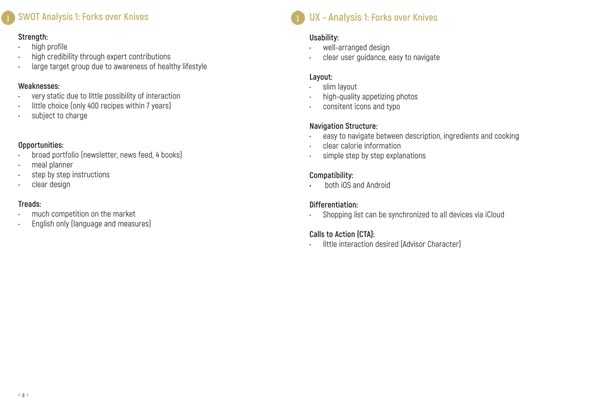 1 SWOT Analysis 1: Forks over Knives
Strength:
- high profile
- high credibility through expert contributions
- large target group due to awareness of healthy lifestyle
Weaknesses:
- very static due to little possibility of interaction
- little choice (only 400 recipes within 7 years)
- subject to charge
Opportunities:
- broad portfolio (newsletter, news feed, 4 books)
- meal planner
- step by step instructions
- clear design
Treads:
- much competition on the market
- English only (language and measures)
1 UX - Analysis 1: Forks over Knives
Usability:
- well-arranged design
- clear user guidance, easy to navigate
Layout:
- slim layout
- high-quality appetizing photos
- consitent icons and typo
Navigation Structure:
- easy to navigate between description, ingredients and cooking
- clear calorie information
- simple step by step explanations
Compatibility:
- both iOS and Android
Differentiation:
- Shopping list can be synchronized to all devices via iCloud
Calls to Action (CTA):
- little interaction desired (Advisor Character)
< 4 >